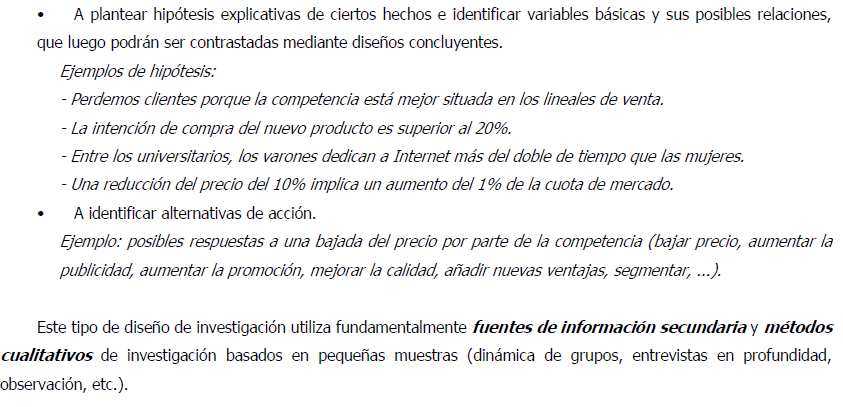 • A plantear hipótesis explicativas de ciertos hechos e identificar variables básicas y sus posibles relaciones,
que luego podrán ser contrastadas mediante diseños concluyentes.
Ejemplos de hipótesis:
- Perdemos clientes porque la competencia está mejor situada en los lineales de venta.
- La intención de compra del nuevo producto es superior al 20%.
- Entre los universitarios, los varones dedican a Internet más del doble de tiempo que las mujeres.
- Una reducción del precio del 10% implica un aumento del 1% de la cuota de mercado.
• A identificar alternativas de acción.
Ejemplo: posibles respuestas a una bajada del precio por parte de la competencia (bajar precio, aumentar la
publicidad, aumentar la promoción, mejorar la calidad, añadir nuevas ventajas, segmentar, ...).
Este tipo de diseño de investigación utiliza fundamentalmente fuentes de información secundaria y métodos
cualitativos de investigación basados en pequeñas muestras (dinámica de grupos, entrevistas en profundidad,
observación, etc.).